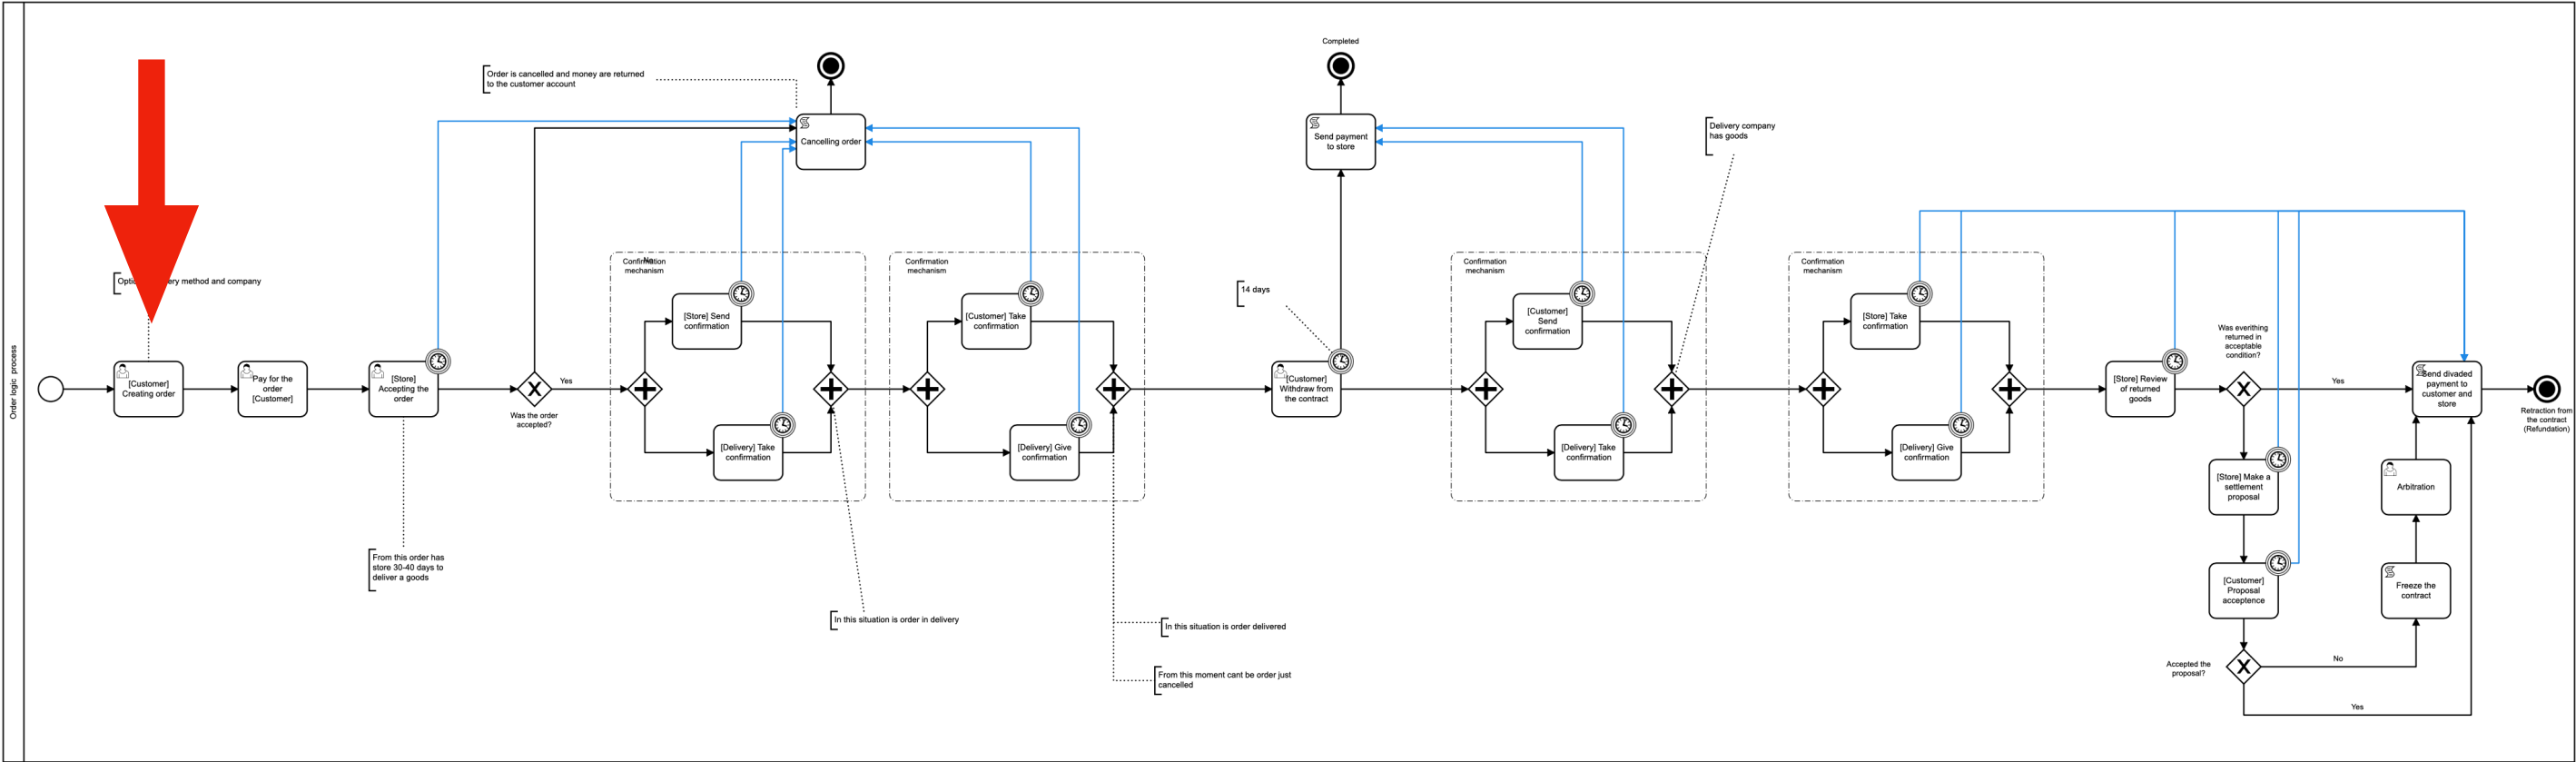 Order logic process
Completed
Order is cancelled and money are returned
to the customer account
Cancelling order
Send payment
to store
Delivery company
has goods
ery method and company
Confirmation
mechanism
No
Confirmation
mechanism
Confirmation
mechanism
Confirmation
mechanism
14 days
[Store] Send
confirmation
[Customer] Take
confirmation
[Customer]
Send
confirmation
[Store] Take
confirmation
Was everithing
returned in
acceptable
condition?
[Customer]
Creating order
Pay for the
order
[Customer]
[Store]
Accepting the
order
Was the order
accepted?
Yes
[Customer]
Withdraw from
the contract
[Store] Review
of returned
goods
Yes
Send divaded
payment to
customer and
store
Retraction from
the contract
(Refundation)
[Delivery] Take
confirmation
[Delivery] Give
confirmation
[Delivery] Take
confirmation
[Delivery] Give
confirmation
[Store] Make a
settlement
proposal
Arbitration
From this order has
store 30-40 days to
deliver a goods
[Customer]
Proposal
acceptence
Freeze the
contract
In this situation is order in delivery
In this situation is order delivered
From this moment cant be order just
cancelled
Accepted the
proposal?
No
Yes